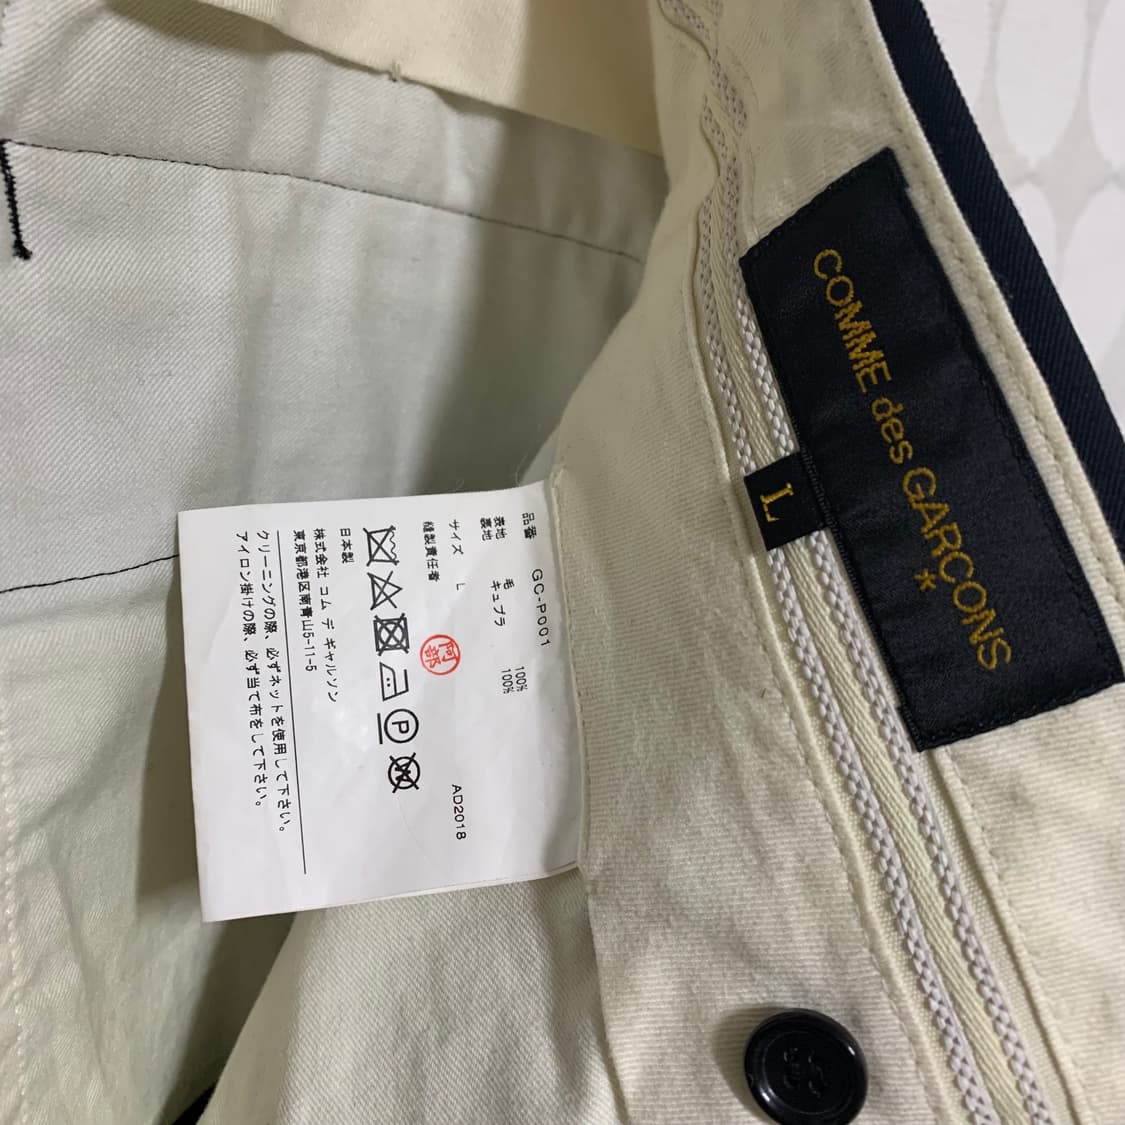 COMME des GARCONS
★
L
品番 GC-P001
表地 毛 100%
裏地 キュプラ 100%
サイズ L AD2018
縫製責任者 阿部
P
W
日本製
株式会社 コム デ ギャルソン
東京都港区南青山5-11-5
クリーニングの際、必ずネットを使用して下さい。
アイロン掛けの際、必ず当て布をして下さい。